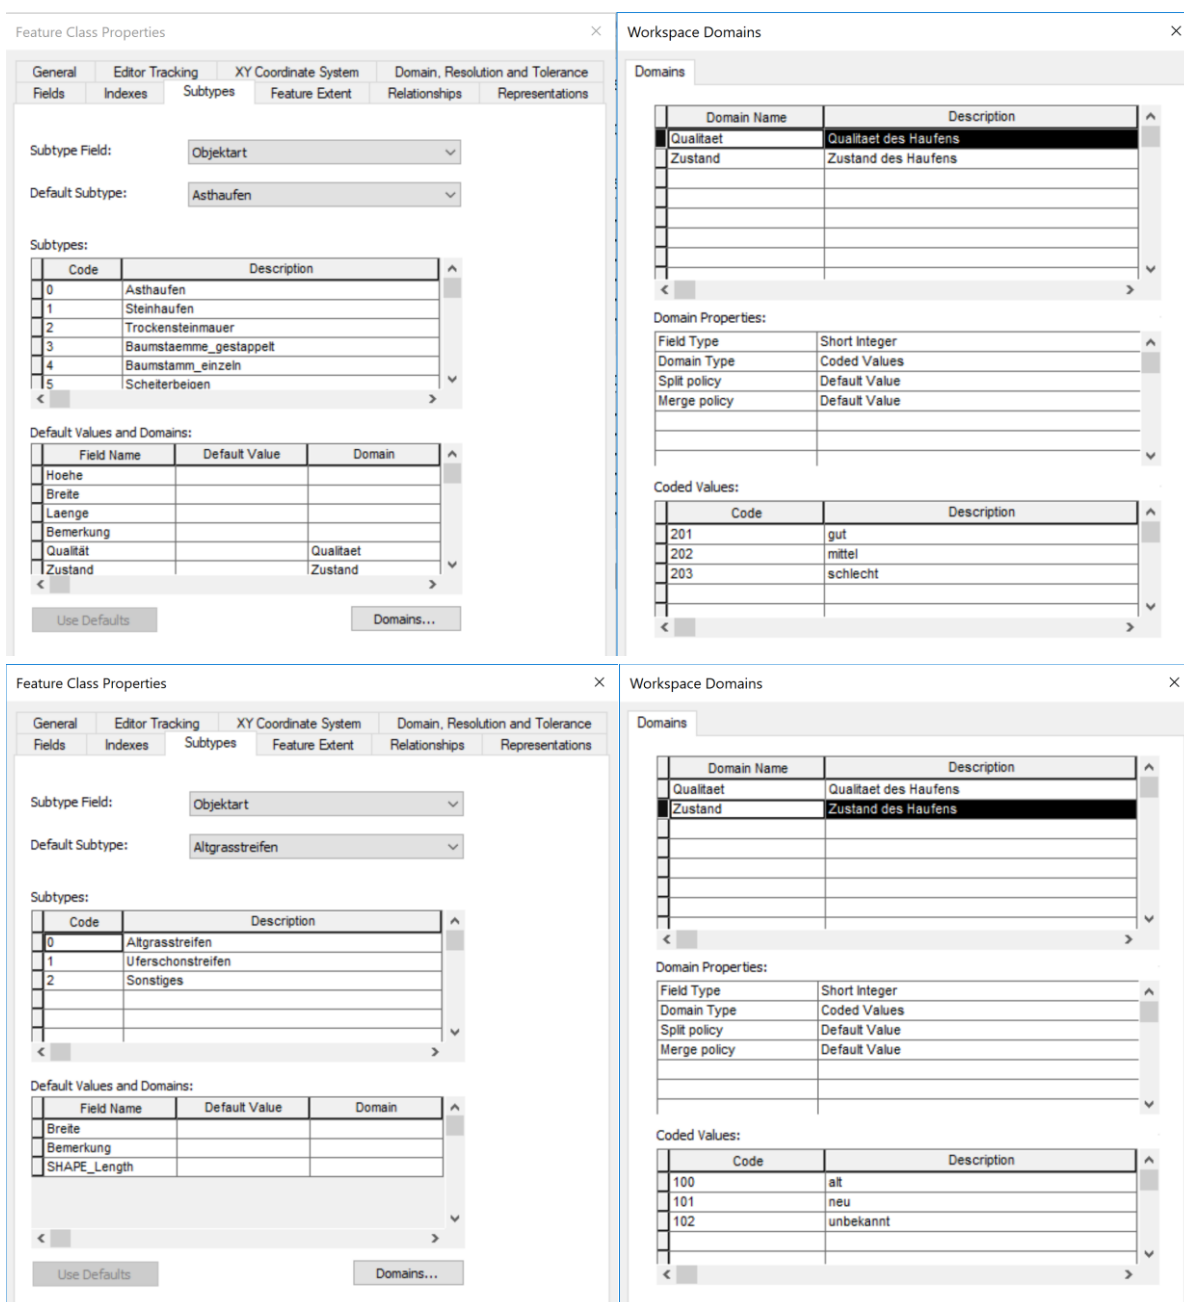 Feature Class Properties
General Editor Tracking XY Coordinate System Domain, Resolution and Tolerance
Fields Indexes Subtypes Feature Extent Relationships Representations
Subtype Field: Objektart
Default Subtype: Asthaufen
Subtypes:
Code Description
0 Asthaufen
1 Steinhaufen
2 Trockensteinmauer
3 Baumstaemme_gestappelt
4 Baumstamm_einzeln
5 Scheiterbeigen
Default Values and Domains:
Field Name Default Value Domain
Hoehe
Breite
Laenge
Bemerkung
Qualität Qualitaet
Zustand Zustand
Use Defaults Domains...
Workspace Domains
Domains
Domain Name Description
Qualitaet Qualitaet des Haufens
Zustand Zustand des Haufens
Domain Properties:
Field Type Short Integer
Domain Type Coded Values
Split policy Default Value
Merge policy Default Value
Coded Values:
Code Description
201 gut
202 mittel
203 schlecht
Feature Class Properties
General Editor Tracking XY Coordinate System Domain, Resolution and Tolerance
Fields Indexes Subtypes Feature Extent Relationships Representations
Subtype Field: Objektart
Default Subtype: Altgrasstreifen
Subtypes:
Code Description
0 Altgrasstreifen
1 Uferschonstreifen
2 Sonstiges
Default Values and Domains:
Field Name Default Value Domain
Breite
Bemerkung
SHAPE_Length
Use Defaults Domains...
Workspace Domains
Domains
Domain Name Description
Qualitaet Qualitaet des Haufens
Zustand Zustand des Haufens
Domain Properties:
Field Type Short Integer
Domain Type Coded Values
Split policy Default Value
Merge policy Default Value
Coded Values:
Code Description
100 alt
101 neu
102 unbekannt